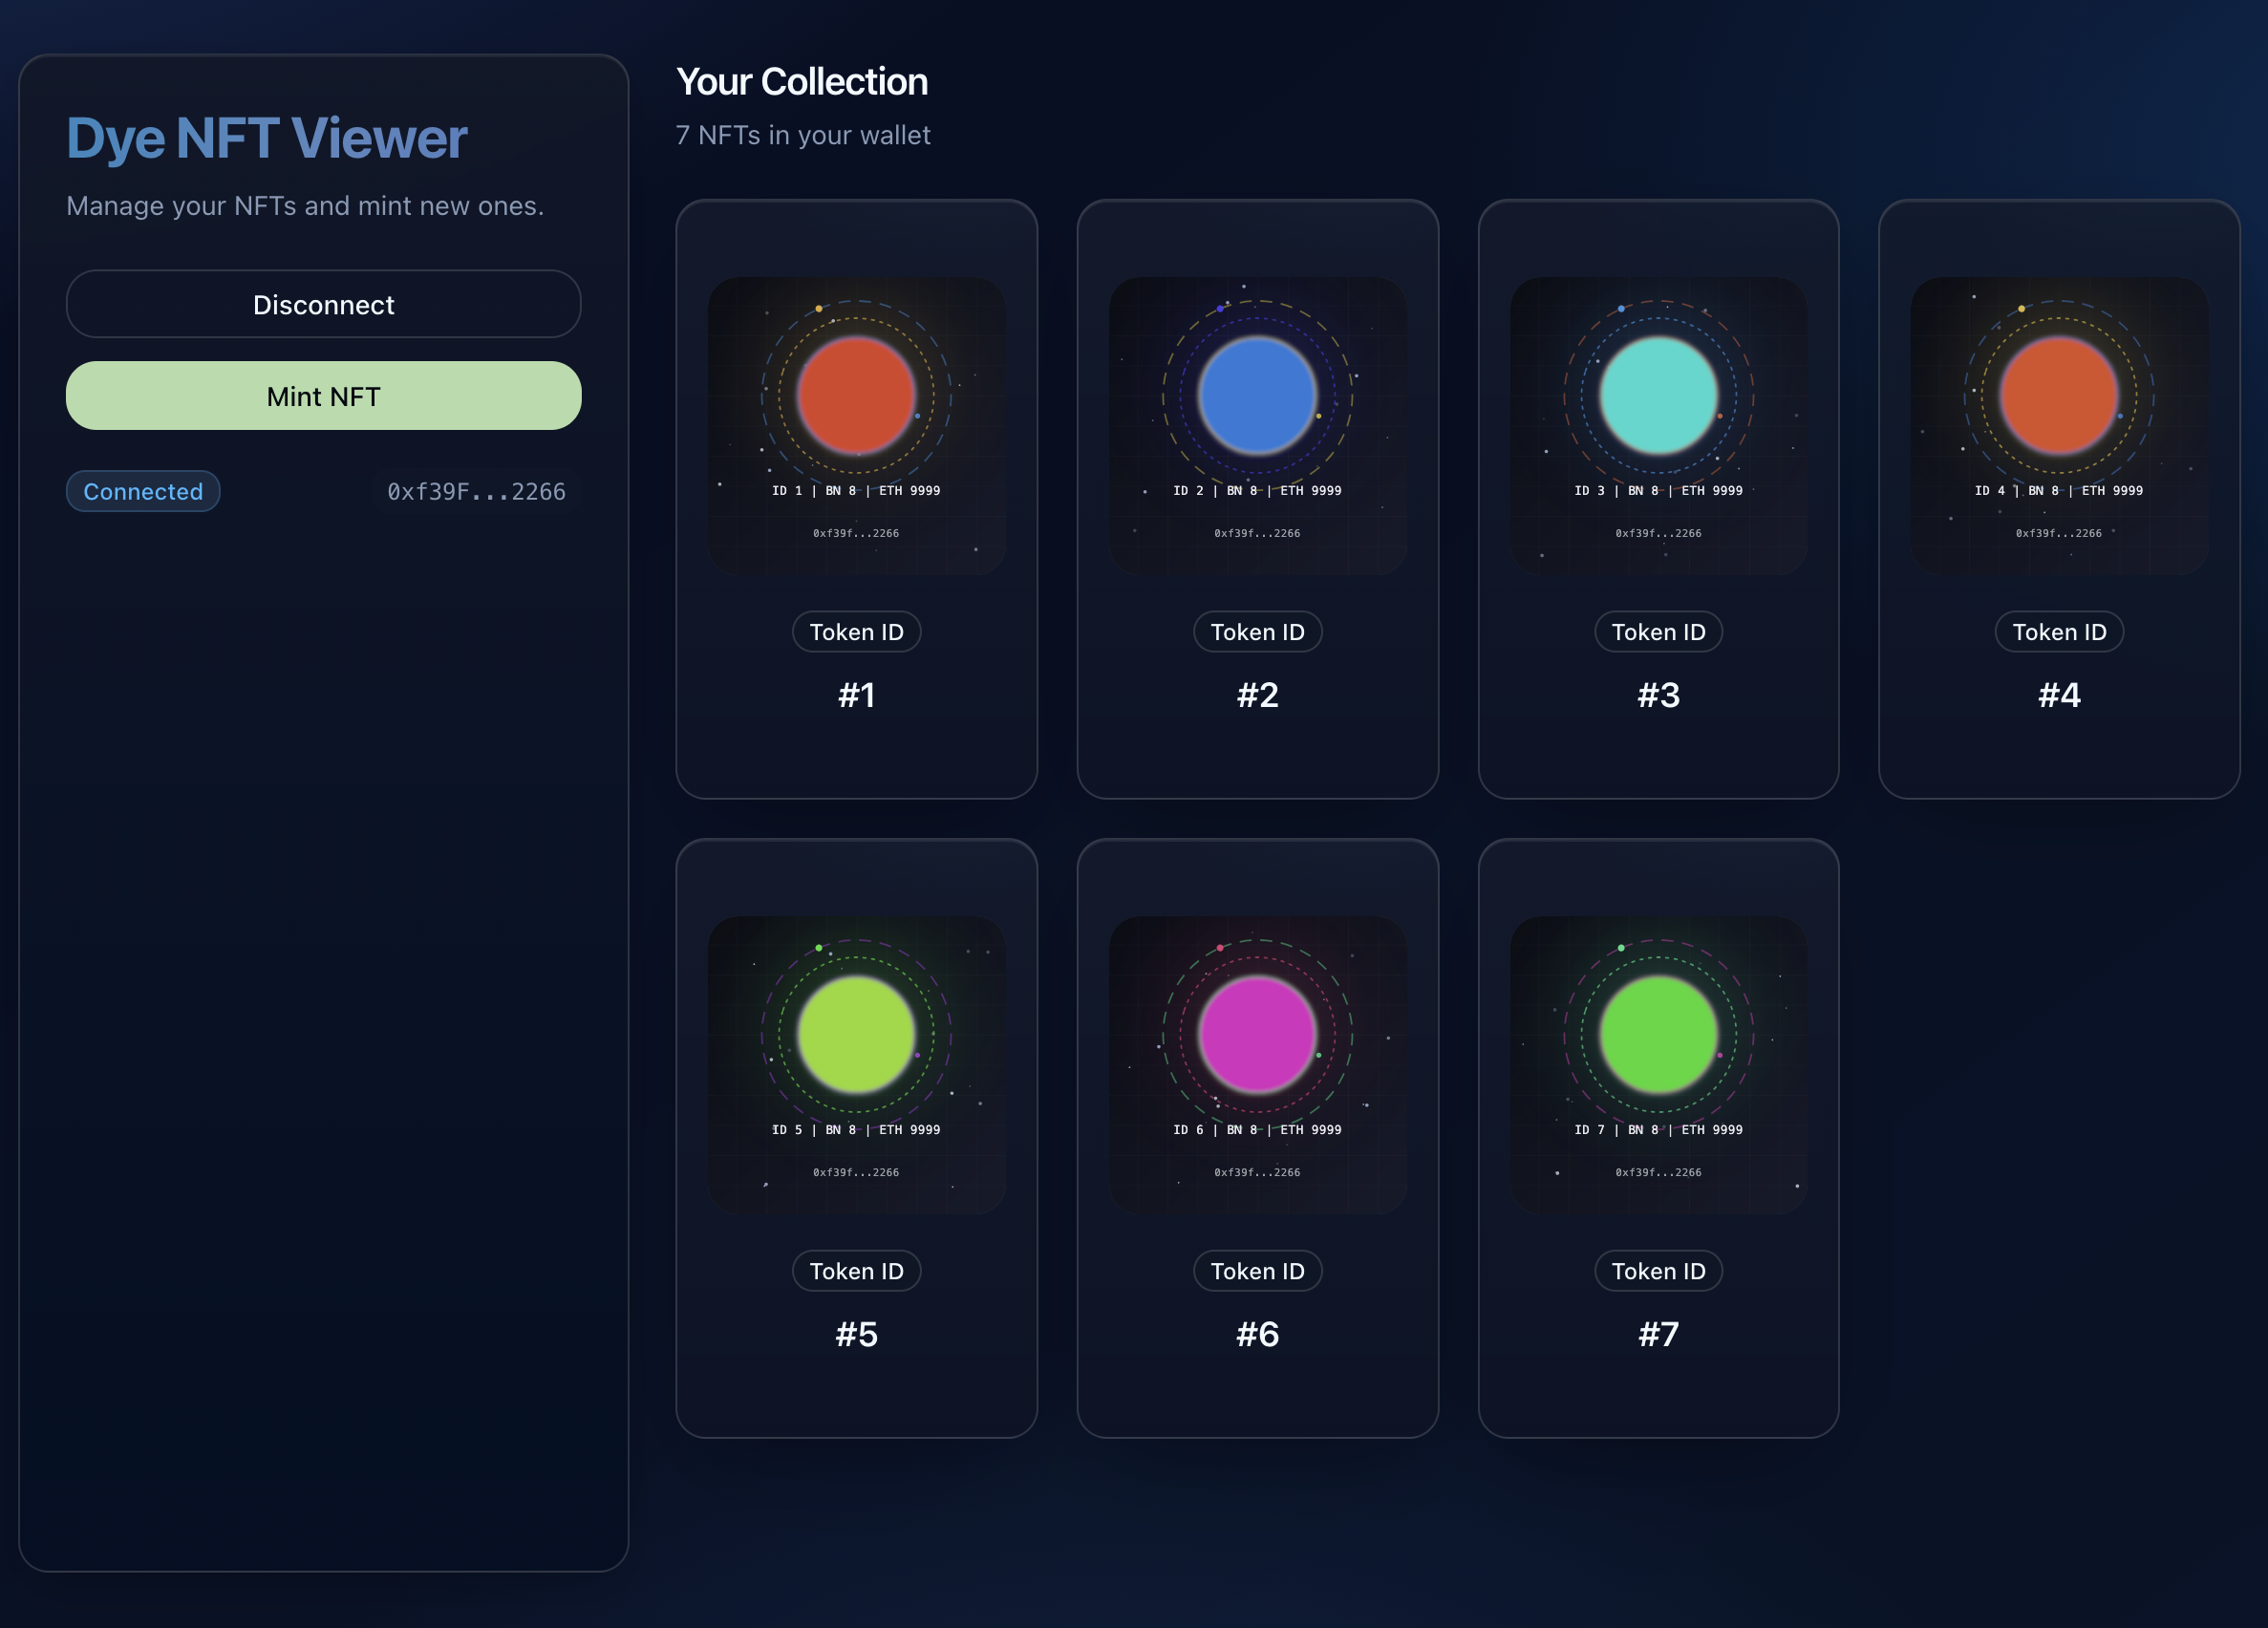 Dye NFT Viewer
Manage your NFTs and mint new ones.
Disconnect
Mint NFT
Connected
0xf39F...2266
Your Collection
7 NFTs in your wallet
ID 1 | BN 8 | ETH 9999
0xf39f...2266
Token ID
#1
ID 2 | BN 8 | ETH 9999
0xf39f...2266
Token ID
#2
ID 3 | BN 8 | ETH 9999
0xf39f...2266
Token ID
#3
ID 4 | BN 8 | ETH 9999
0xf39f...2266
Token ID
#4
ID 5 | BN 8 | ETH 9999
0xf39f...2266
Token ID
#5
ID 6 | BN 8 | ETH 9999
0xf39f...2266
Token ID
#6
ID 7 | BN 8 | ETH 9999
0xf39f...2266
Token ID
#7